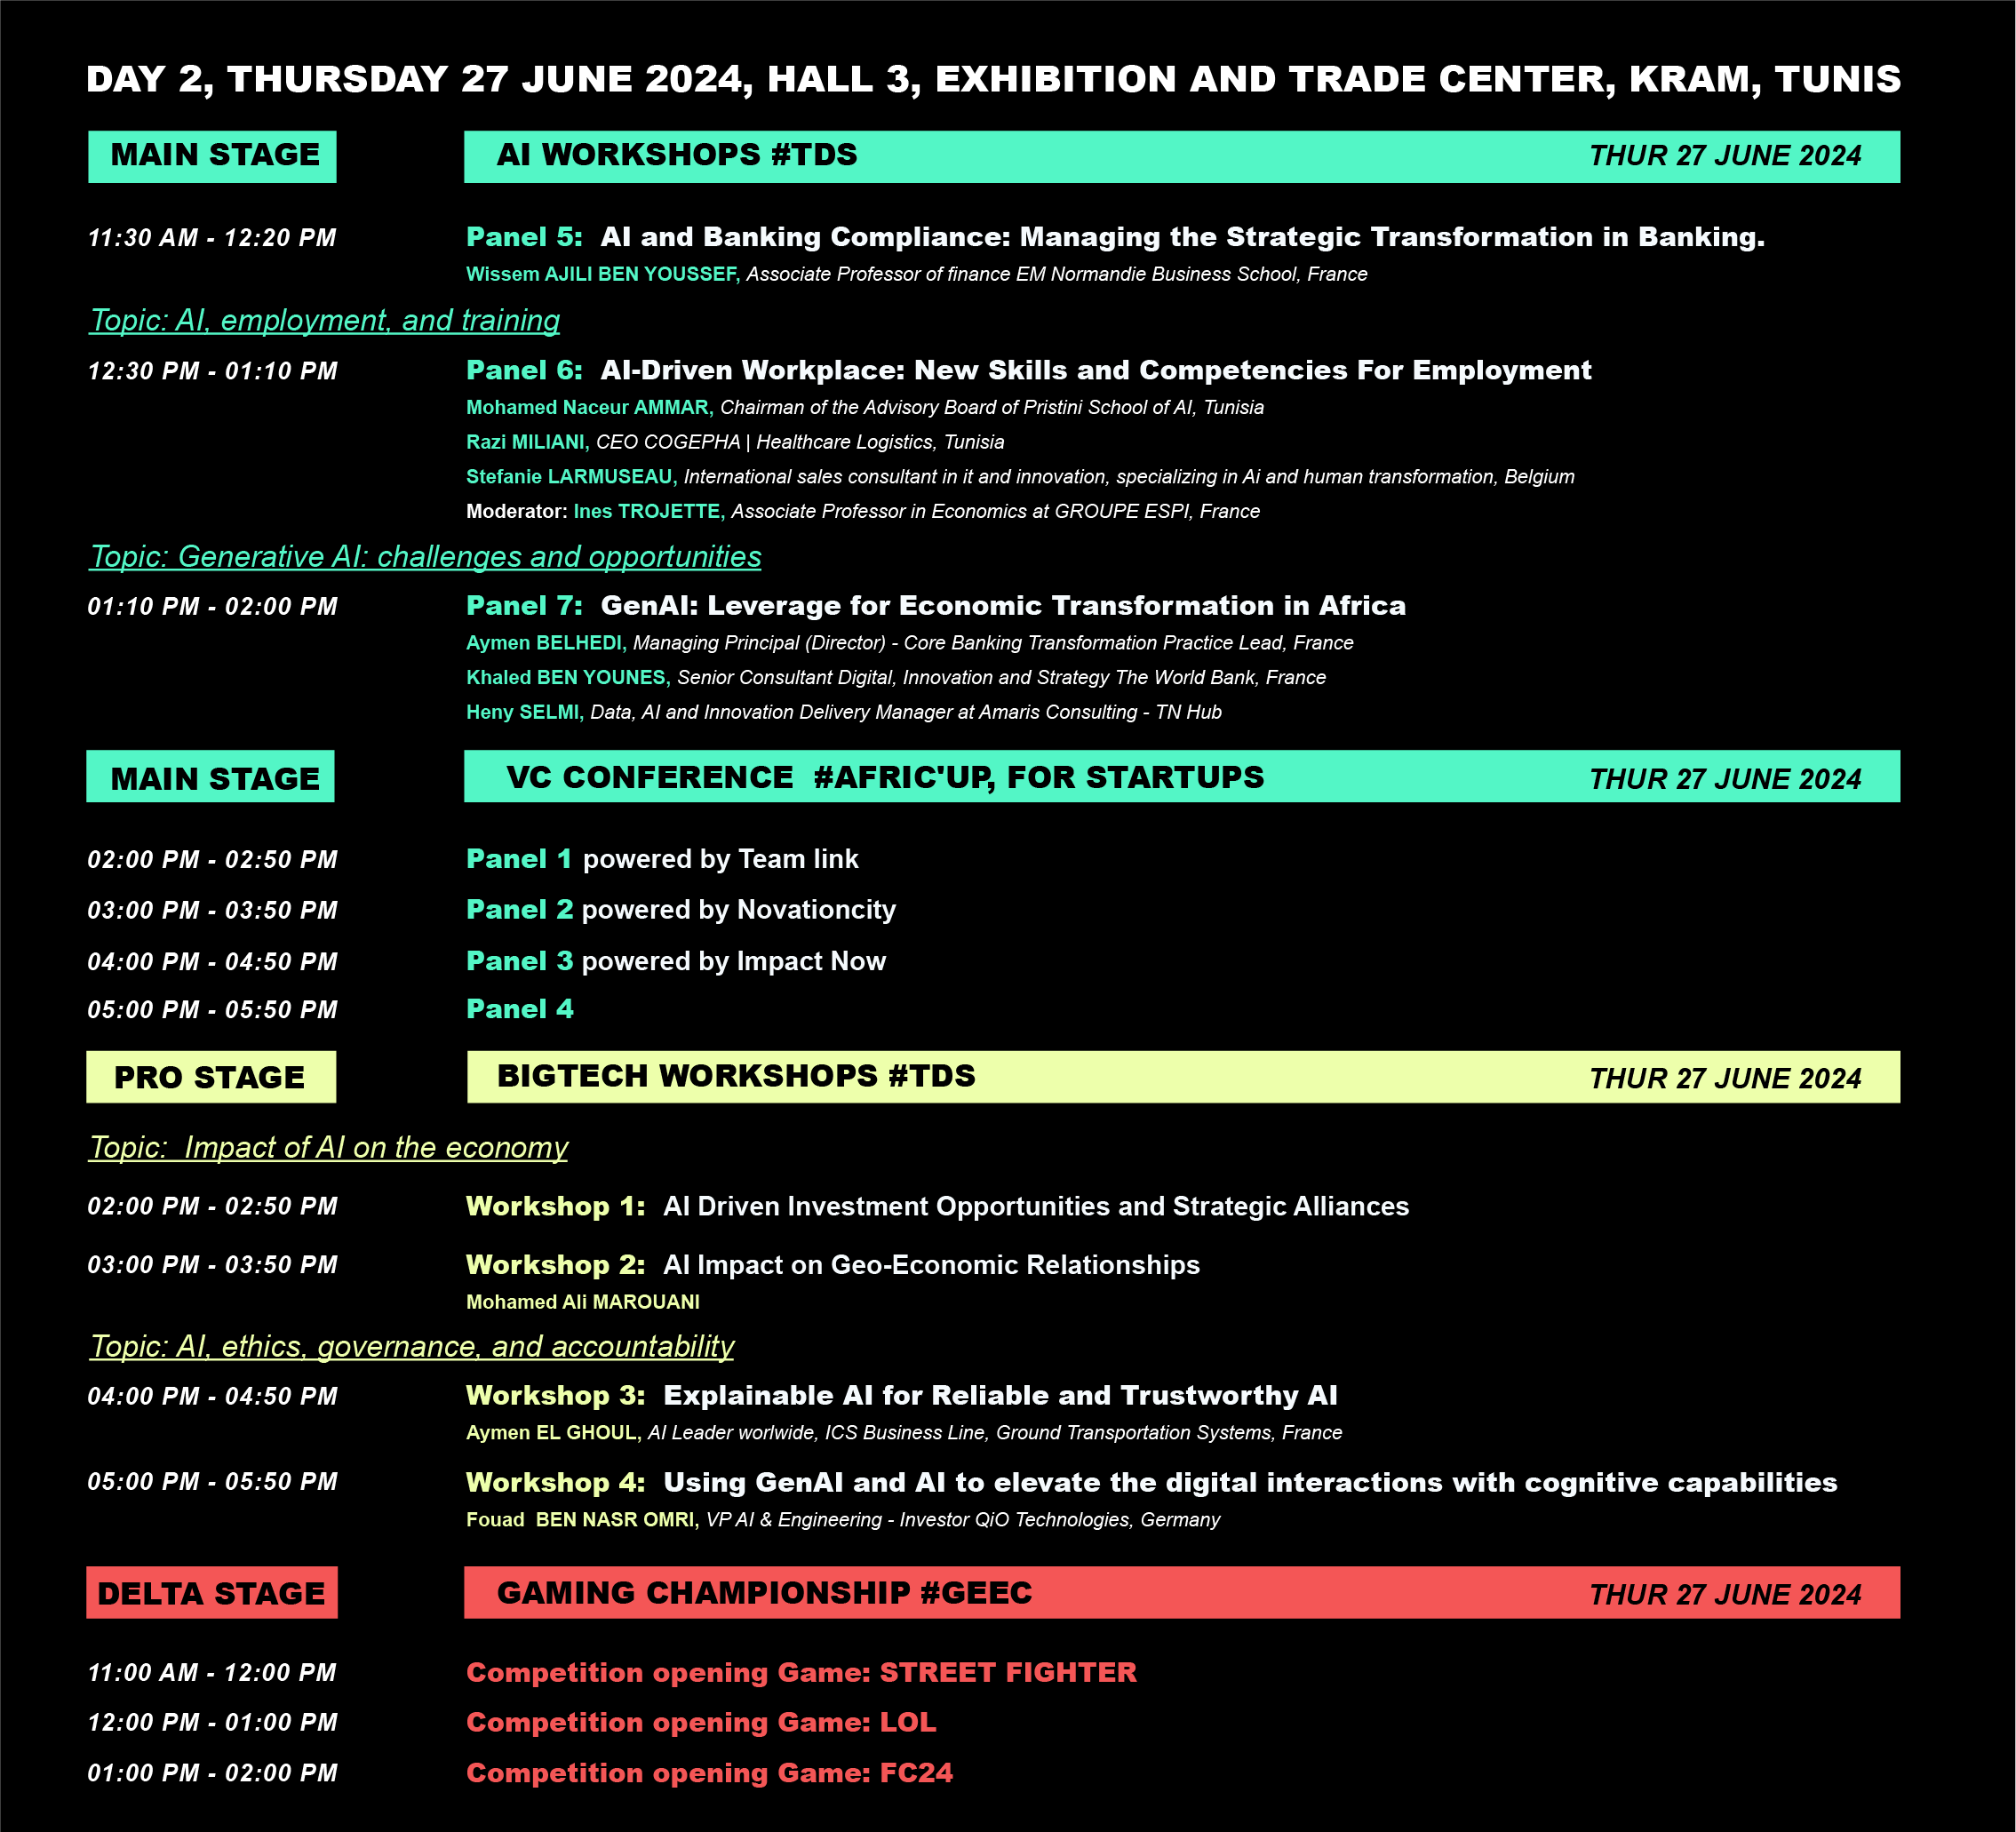 DAY 2, THURSDAY 27 JUNE 2024, HALL 3, EXHIBITION AND TRADE CENTER, KRAM, TUNIS
MAIN STAGE AI WORKSHOPS #TDS THUR 27 JUNE 2024
11:30 AM - 12:20 PM Panel 5: AI and Banking Compliance: Managing the Strategic Transformation in Banking.
Wissem AJILI BEN YOUSSEF, Associate Professor of finance EM Normandie Business School, France
Topic: AI, employment, and training
12:30 PM - 01:10 PM Panel 6: AI-Driven Workplace: New Skills and Competencies For Employment
Mohamed Naceur AMMAR, Chairman of the Advisory Board of Pristini School of AI, Tunisia
Razi MILIANI, CEO COGEPHA | Healthcare Logistics, Tunisia
Stefanie LARMUSEAU, International sales consultant in it and innovation, specializing in Ai and human transformation, Belgium
Moderator: Ines TROJETTE, Associate Professor in Economics at GROUPE ESPI, France
Topic: Generative AI: challenges and opportunities
01:10 PM - 02:00 PM Panel 7: GenAI: Leverage for Economic Transformation in Africa
Aymen BELHEDI, Managing Principal (Director) - Core Banking Transformation Practice Lead, France
Khaled BEN YOUNES, Senior Consultant Digital, Innovation and Strategy The World Bank, France
Heny SELMI, Data, AI and Innovation Delivery Manager at Amaris Consulting - TN Hub
MAIN STAGE VC CONFERENCE #AFRIC'UP, FOR STARTUPS THUR 27 JUNE 2024
02:00 PM - 02:50 PM Panel 1 powered by Team link
03:00 PM - 03:50 PM Panel 2 powered by Novationcity
04:00 PM - 04:50 PM Panel 3 powered by Impact Now
05:00 PM - 05:50 PM Panel 4
PRO STAGE BIGTECH WORKSHOPS #TDS THUR 27 JUNE 2024
Topic: Impact of AI on the economy
02:00 PM - 02:50 PM Workshop 1: AI Driven Investment Opportunities and Strategic Alliances
03:00 PM - 03:50 PM Workshop 2: AI Impact on Geo-Economic Relationships
Mohamed Ali MAROUANI
Topic: AI, ethics, governance, and accountability
04:00 PM - 04:50 PM Workshop 3: Explainable AI for Reliable and Trustworthy AI
Aymen EL GHOUL, AI Leader worlwide, ICS Business Line, Ground Transportation Systems, France
05:00 PM - 05:50 PM Workshop 4: Using GenAI and AI to elevate the digital interactions with cognitive capabilities
Fouad BEN NASR OMRI, VP AI & Engineering - Investor QiO Technologies, Germany
DELTA STAGE GAMING CHAMPIONSHIP #GEEC THUR 27 JUNE 2024
11:00 AM - 12:00 PM Competition opening Game: STREET FIGHTER
12:00 PM - 01:00 PM Competition opening Game: LOL
01:00 PM - 02:00 PM Competition opening Game: FC24